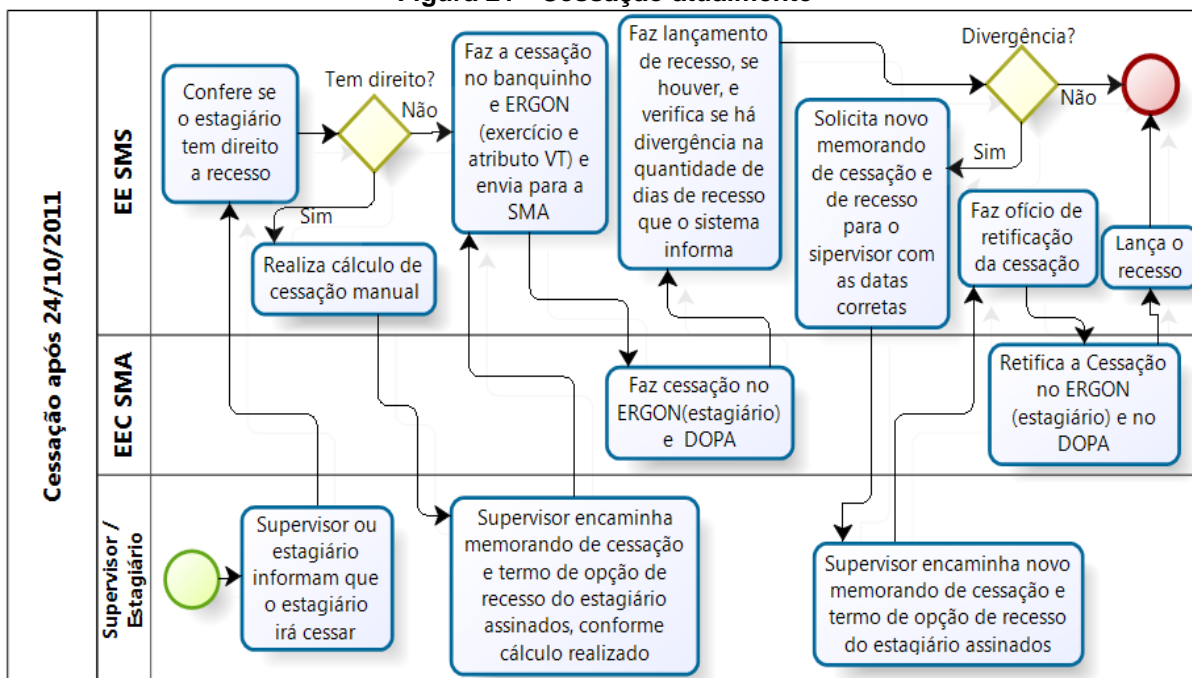 Figura 21 – Cessação atualmente
Cessação após 24/10/2011
EE SMS
Confere se
o estagiário
tem direito
a recesso
Tem direito?
Não
Sim
Realiza cálculo de
cessação manual
Faz a cessação
no banquinho
e ERGON
(exercício e
atributo VT) e
envia para a
SMA
Faz lançamento
de recesso, se
houver, e
verifica se há
divergência na
quantidade de
dias de recesso
que o sistema
informa
Divergência?
Não
Sim
Solicita novo
memorando
de cessação e
de recesso
para o
sipervisor com
as datas
corretas
Faz ofício de
retificação
da cessação
Lança o
recesso
EEC SMA
Faz cessação no
ERGON(estagiário)
e DOPA
Retifica a Cessação
no ERGON
(estagiário) e no
DOPA
Supervisor /
Estagiário
Supervisor ou
estagiário
informam que
o estagiário
irá cessar
Supervisor encaminha
memorando de cessação
e termo de opção de
recesso do estagiário
assinados, conforme
cálculo realizado
Supervisor encaminha novo
memorando de cessação e
termo de opção de recesso
do estagiário assinados